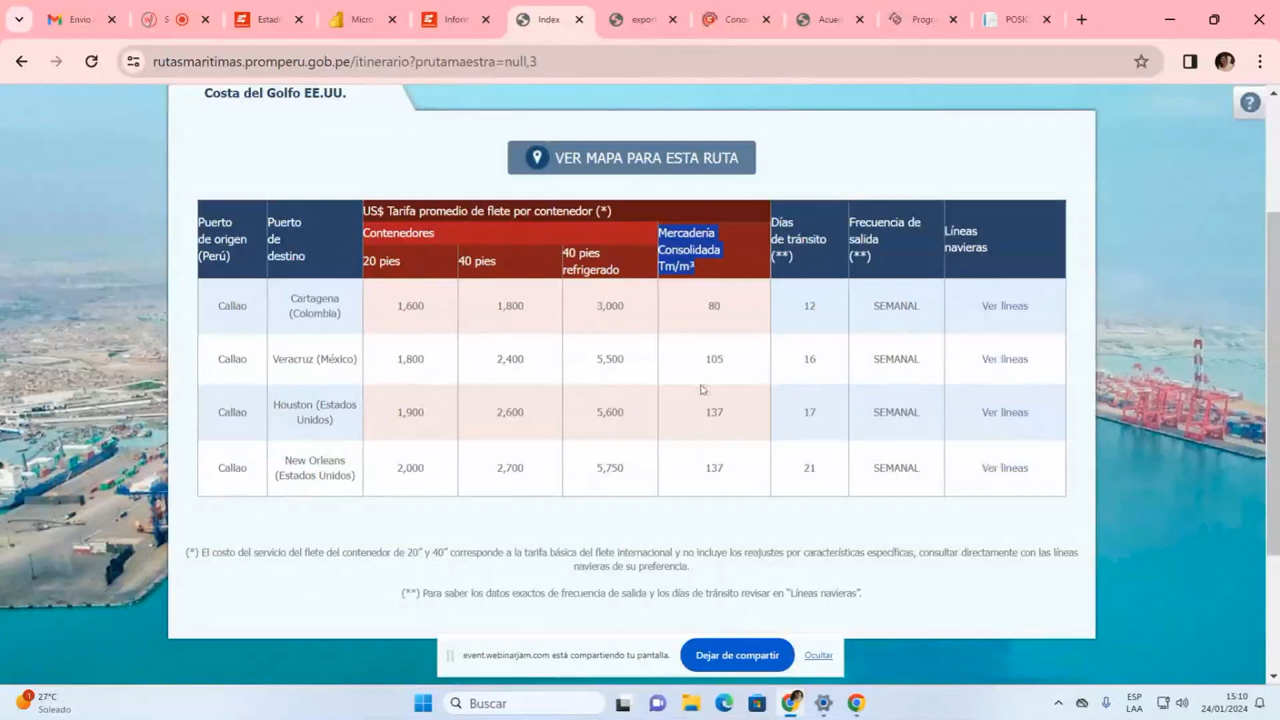 Envio
S
Estadí
Micro
Inform
Index
export
Cono
Acue
Progr
POSIC
rutasmaritimas.promperu.gob.pe/itinerario?prutamaestra=null,3
Costa del Golfo EE.UU.
VER MAPA PARA ESTA RUTA
Puerto
de origen
(Perú)
Puerto
de
destino
US$ Tarifa promedio de flete por contenedor (*)
Contenedores
20 pies
40 pies
40 pies
refrigerado
Mercadería
Consolidada
Tm/m³
Días
de tránsito
(**)
Frecuencia de
salida
(**)
Líneas
navieras
Callao Cartagena (Colombia) 1,600 1,800 3,000 80 12 SEMANAL Ver líneas
Callao Veracruz (México) 1,800 2,400 5,500 105 16 SEMANAL Ver líneas
Callao Houston (Estados Unidos) 1,900 2,600 5,600 137 17 SEMANAL Ver líneas
Callao New Orleans (Estados Unidos) 2,000 2,700 5,750 137 21 SEMANAL Ver líneas
(*) El costo del servicio del flete del contenedor de 20” y 40” corresponde a la tarifa básica del flete internacional y no incluye los reajustes por características específicas, consultar directamente con las líneas
navieras de su preferencia.
(**) Para saber los datos exactos de frecuencia de salida y los días de tránsito revisar en “Líneas navieras”.
event.webinarjam.com está compartiendo tu pantalla.
Dejar de compartir
Ocultar
1
27°C
Soleado
Buscar
ESP
LAA
15:10
24/01/2024